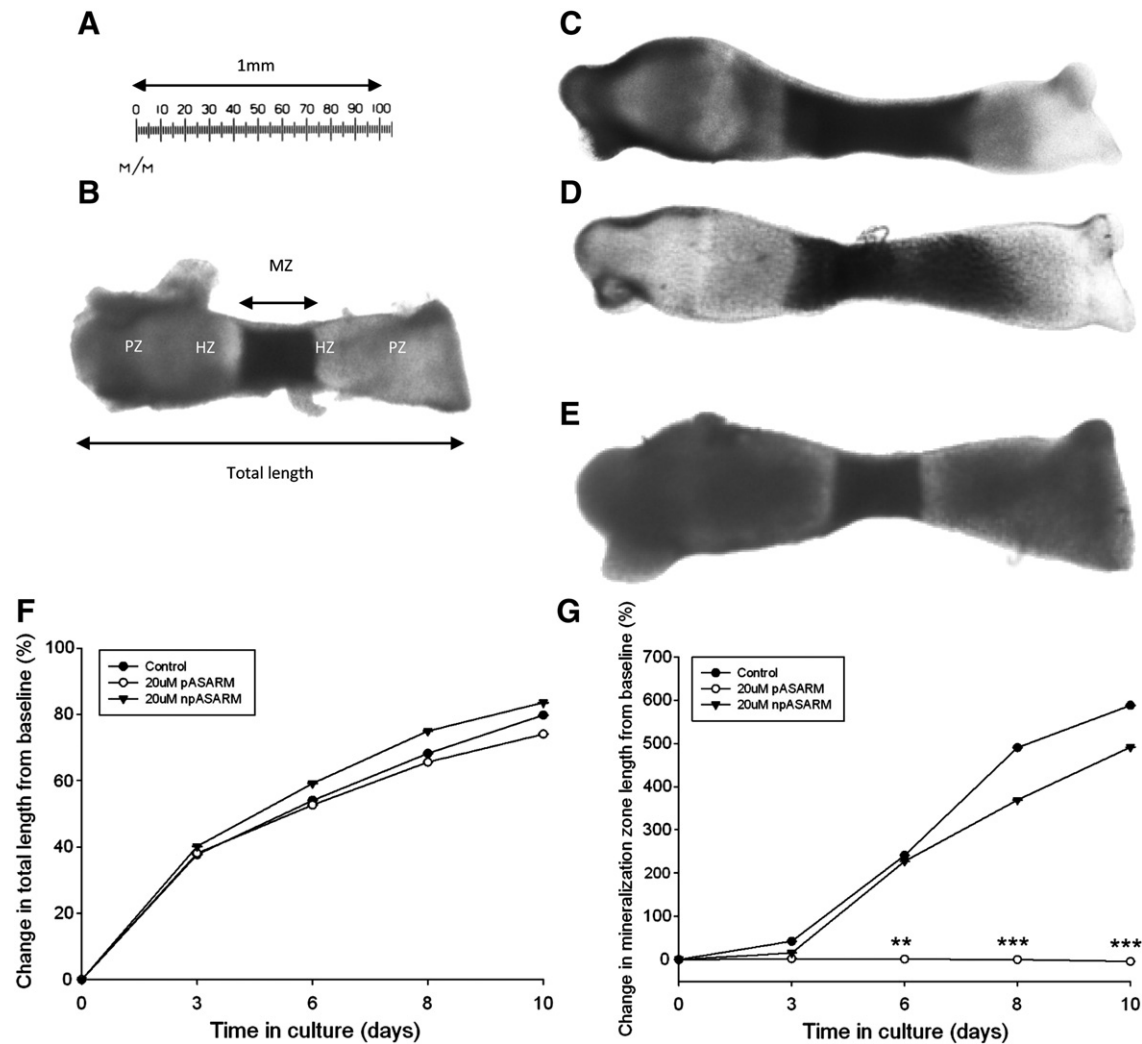 A
1mm
0 10 20 30 40 50 60 70 80 90 100
M/M
B
MZ
PZ HZ HZ PZ
Total length
C
D
E
F
Change in total length from baseline (%)
100
80
60
40
20
0
Control
20uM pASARM
20uM npASARM
0 3 6 8 10
Time in culture (days)
G
Change in mineralization zone length from baseline (%)
700
600
500
400
300
200
100
0
Control
20uM pASARM
20uM npASARM
** *** ***
0 3 6 8 10
Time in culture (days)